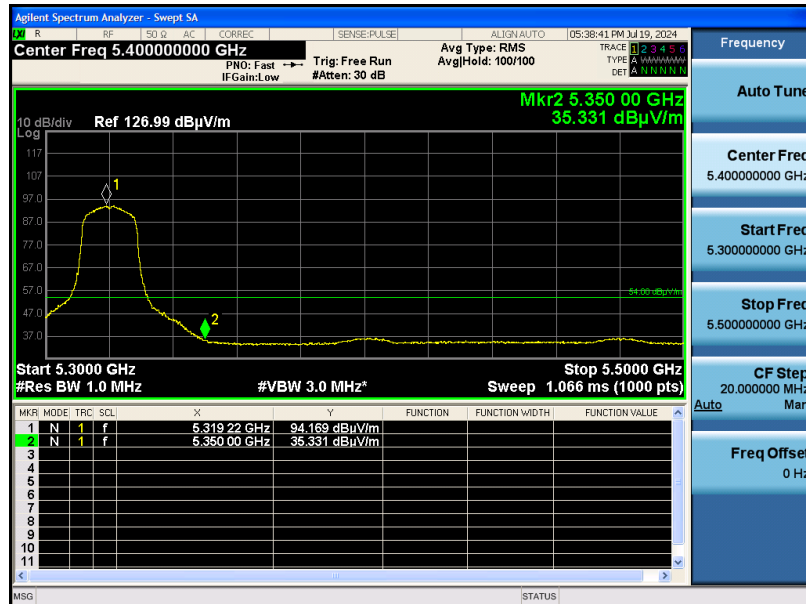 Agilent Spectrum Analyzer - Swept SA
LXI R RF 50 Ω AC CORREC SENSE:PULSE ALIGN AUTO 05:38:41 PM Jul 19, 2024
Center Freq 5.400000000 GHz
PNO: Fast
IFGain:Low
Trig: Free Run
#Atten: 30 dB
Avg Type: RMS
Avg|Hold: 100/100
TRACE 1 2 3 4 5 6
TYPE A WWWWW
DET A N N N N N
Mkr2 5.350 00 GHz
35.331 dBµV/m
10 dB/div Ref 126.99 dBµV/m
Log
117
107
97.0
87.0
77.0
67.0
57.0
47.0
37.0
1
2
54.00 dBµV/m
Start 5.3000 GHz Stop 5.5000 GHz
#Res BW 1.0 MHz #VBW 3.0 MHz* Sweep 1.066 ms (1000 pts)
MKR MODE TRC SCL X Y FUNCTION FUNCTION WIDTH FUNCTION VALUE
1 N 1 f 5.319 22 GHz 94.169 dBµV/m
2 N 1 f 5.350 00 GHz 35.331 dBµV/m
3
4
5
6
7
8
9
10
11
MSG STATUS
Frequency
Auto Tune
Center Freq
5.400000000 GHz
Start Freq
5.300000000 GHz
Stop Freq
5.500000000 GHz
CF Step
20.000000 MHz
Auto Man
Freq Offset
0 Hz